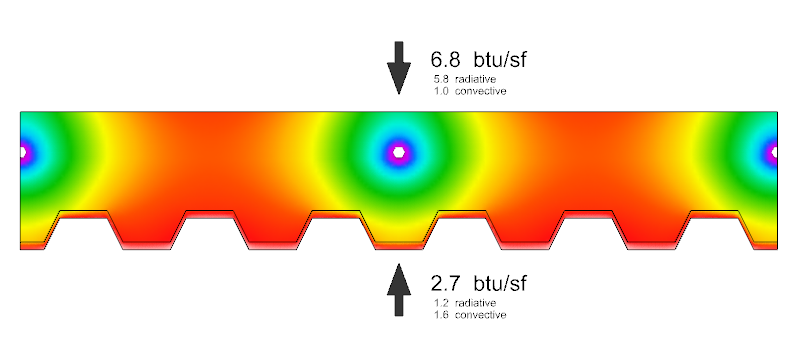 6.8 btu/sf
5.8 radiative
1.0 convective
2.7 btu/sf
1.2 radiative
1.6 convective